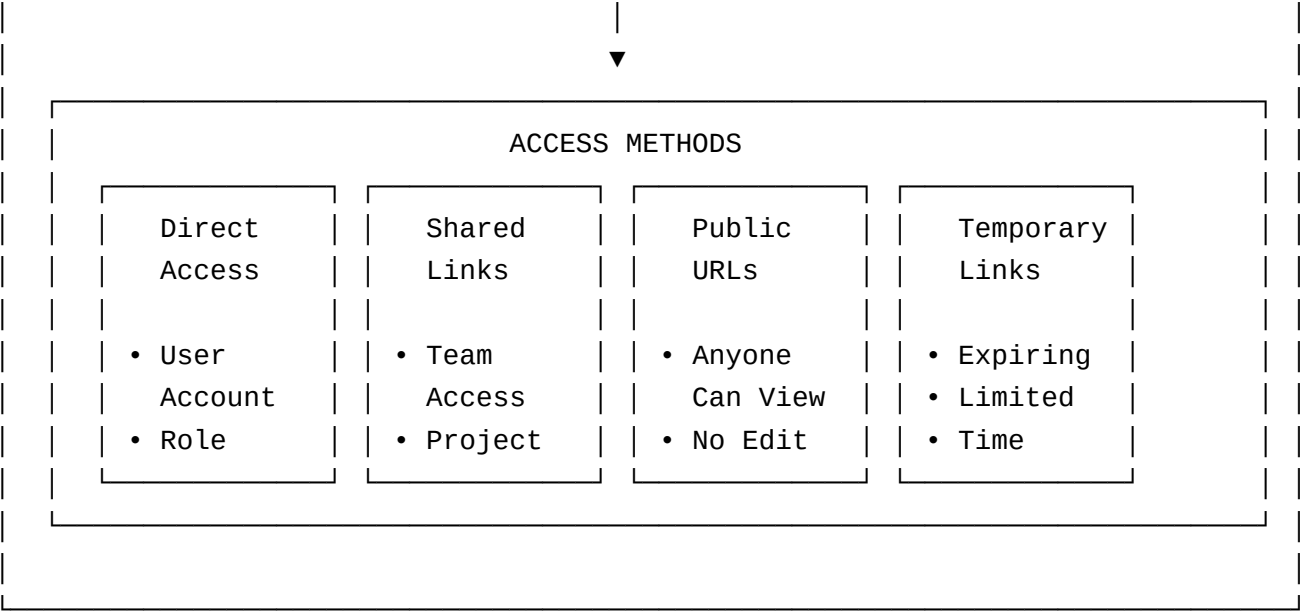 ACCESS METHODS
Direct Shared Public Temporary
Access Links URLs Links
• User • Team • Anyone • Expiring
Account Access Can View • Limited
• Role • Project • No Edit • Time